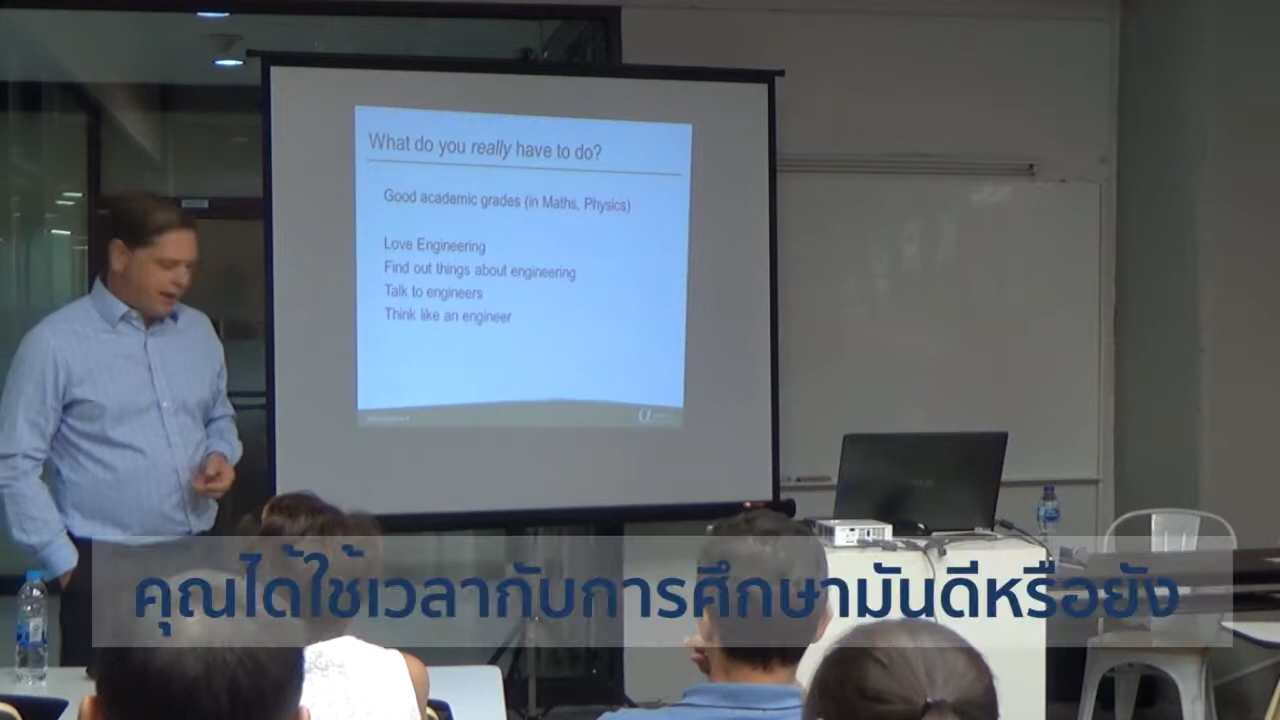 What do you really have to do?
Good academic grades (in Maths, Physics)
Love Engineering
Find out things about engineering
Talk to engineers
Think like an engineer
คุณได้ใช้เวลากับการศึกษามันดีหรือยัง